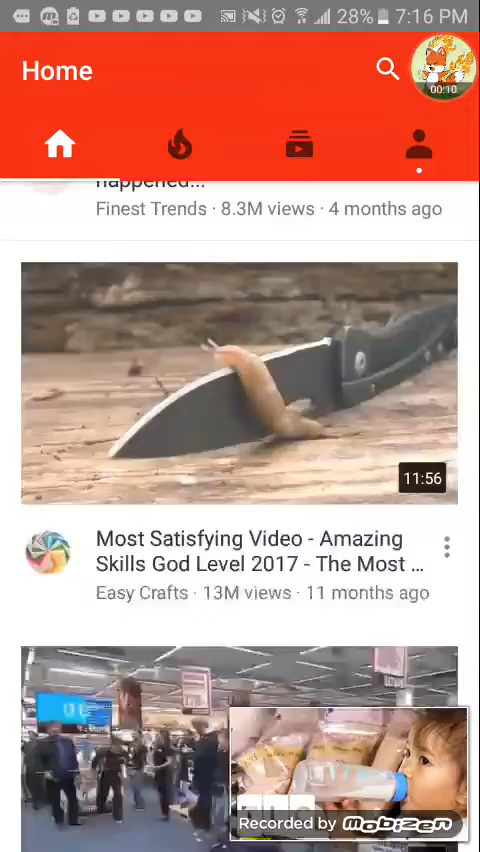 28% 7:16 PM
Home
00:10
happened...
Finest Trends · 8.3M views · 4 months ago
11:56
Most Satisfying Video - Amazing
Skills God Level 2017 - The Most ...
Easy Crafts · 13M views · 11 months ago
Recorded by Mobizen